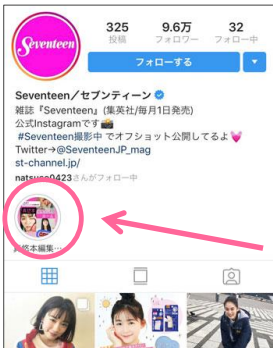 Seventeen
325 9.6万 32
投稿 フォロワー フォロー中
フォローする
Seventeen／セブンティーン
雑誌『Seventeen』(集英社/毎月1日発売)
公式Instagramです
#Seventeen撮影中 でオフショット公開してるよ
Twitter→@SeventeenJP_mag
st-channel.jp/
natsuco0423さんがフォロー中
悠本編集…